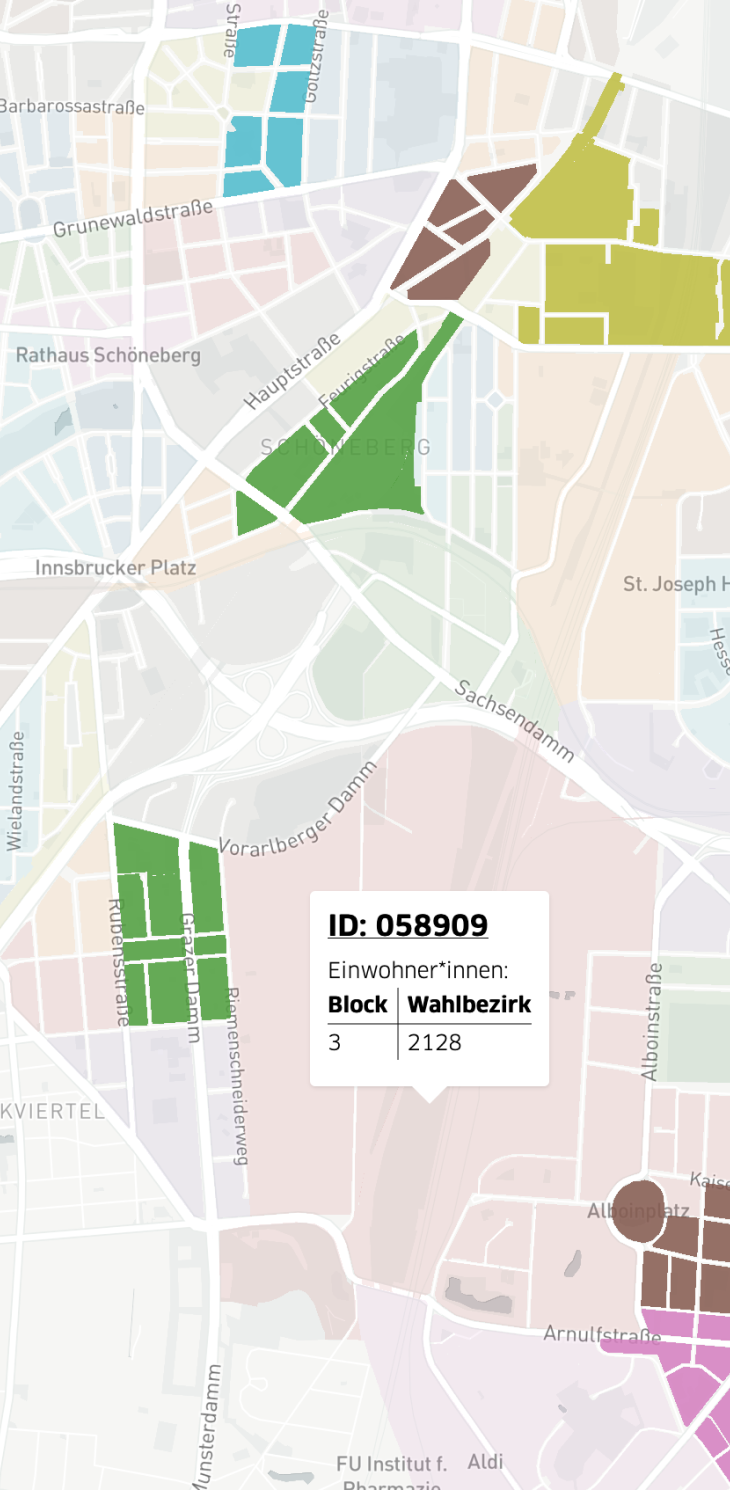 Straße
Goltzstraße
Barbarossastraße
Grunewaldstraße
Rathaus Schöneberg
Hauptstraße
Feurigstraße
SCHÖNEBERG
Innsbrucker Platz
St. Joseph H
Hesse
Sachsendamm
Wielandstraße
Vorarlberger Damm
Rubensstraße
Grazer Damm
Riemenschneiderweg
ID: 058909
Einwohner*innen:
Block Wahlbezirk
3 2128
Alboinstraße
KVIERTEL
Kaise
Alboinplatz
Arnulfstraße
Munsterdamm
FU Institut f.
Pharmazie
Aldi